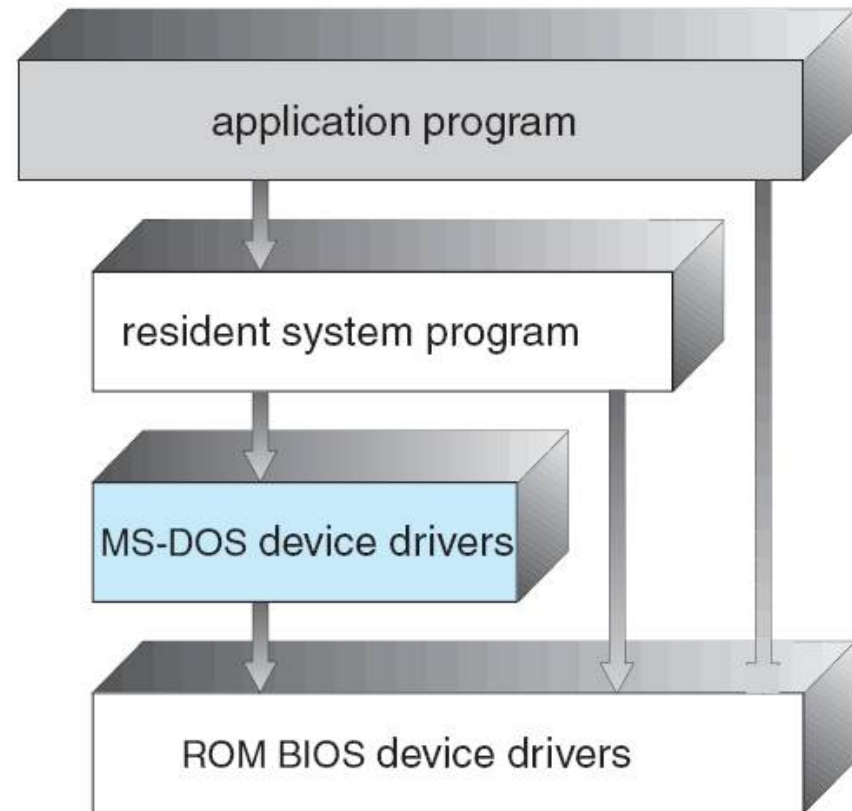 application program
resident system program
MS-DOS device drivers
ROM BIOS device drivers